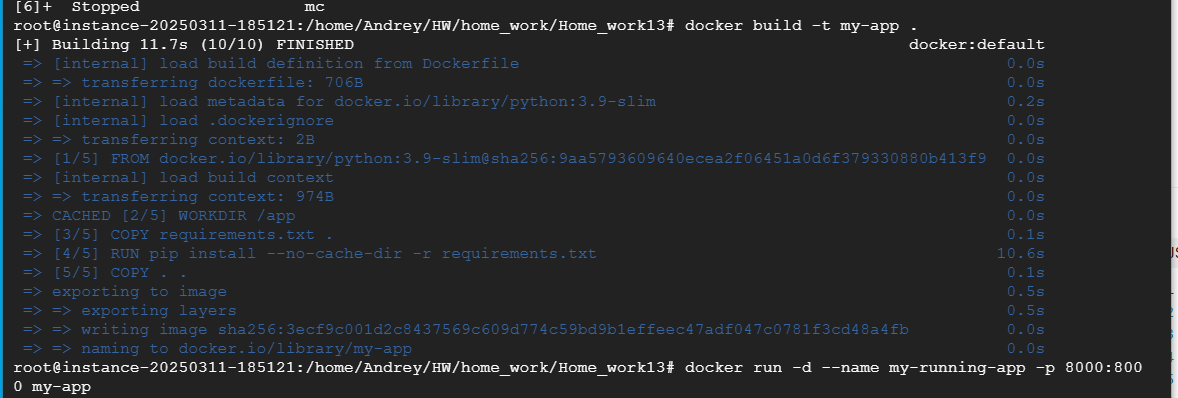 [6]+  Stopped                 mc
root@instance-20250311-185121:/home/Andrey/HW/home_work/Home_work13# docker build -t my-app .
[+] Building 11.7s (10/10) FINISHED                                                          docker:default
 => [internal] load build definition from Dockerfile                                                    0.0s
 => => transferring dockerfile: 706B                                                                    0.0s
 => [internal] load metadata for docker.io/library/python:3.9-slim                                      0.2s
 => [internal] load .dockerignore                                                                       0.0s
 => => transferring context: 2B                                                                         0.0s
 => [1/5] FROM docker.io/library/python:3.9-slim@sha256:9aa5793609640ecea2f06451a0d6f379330880b413f9  0.0s
 => [internal] load build context                                                                       0.0s
 => => transferring context: 974B                                                                       0.0s
 => CACHED [2/5] WORKDIR /app                                                                           0.0s
 => [3/5] COPY requirements.txt .                                                                       0.1s
 => [4/5] RUN pip install --no-cache-dir -r requirements.txt                                           10.6s
 => [5/5] COPY . .                                                                                      0.1s
 => exporting to image                                                                                  0.5s
 => => exporting layers                                                                                 0.5s
 => => writing image sha256:3ecf9c001d2c8437569c609d774c59bd9b1effeec47adf047c0781f3cd48a4fb            0.0s
 => => naming to docker.io/library/my-app                                                               0.0s
root@instance-20250311-185121:/home/Andrey/HW/home_work/Home_work13# docker run -d --name my-running-app -p 8000:800
0 my-app